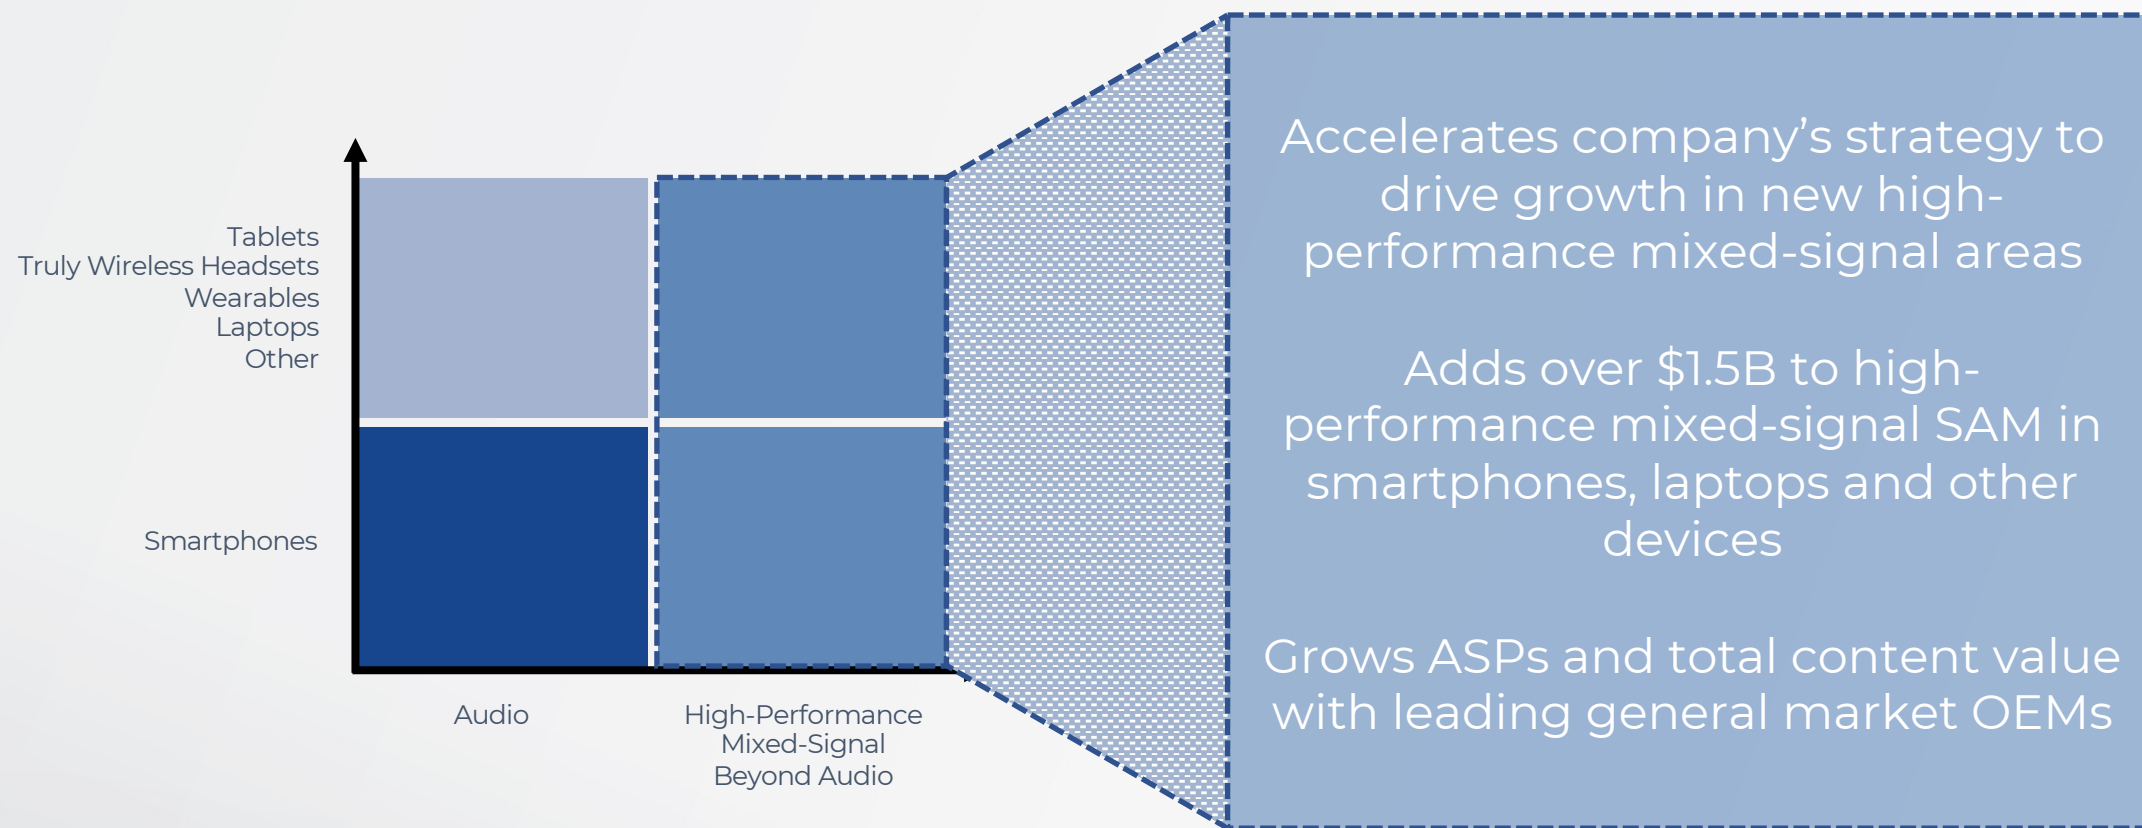 Tablets
Truly Wireless Headsets
Wearables
Laptops
Other
Smartphones
Audio
High-Performance
Mixed-Signal
Beyond Audio
Accelerates company’s strategy to
drive growth in new high-
performance mixed-signal areas
Adds over $1.5B to high-
performance mixed-signal SAM in
smartphones, laptops and other
devices
Grows ASPs and total content value
with leading general market OEMs